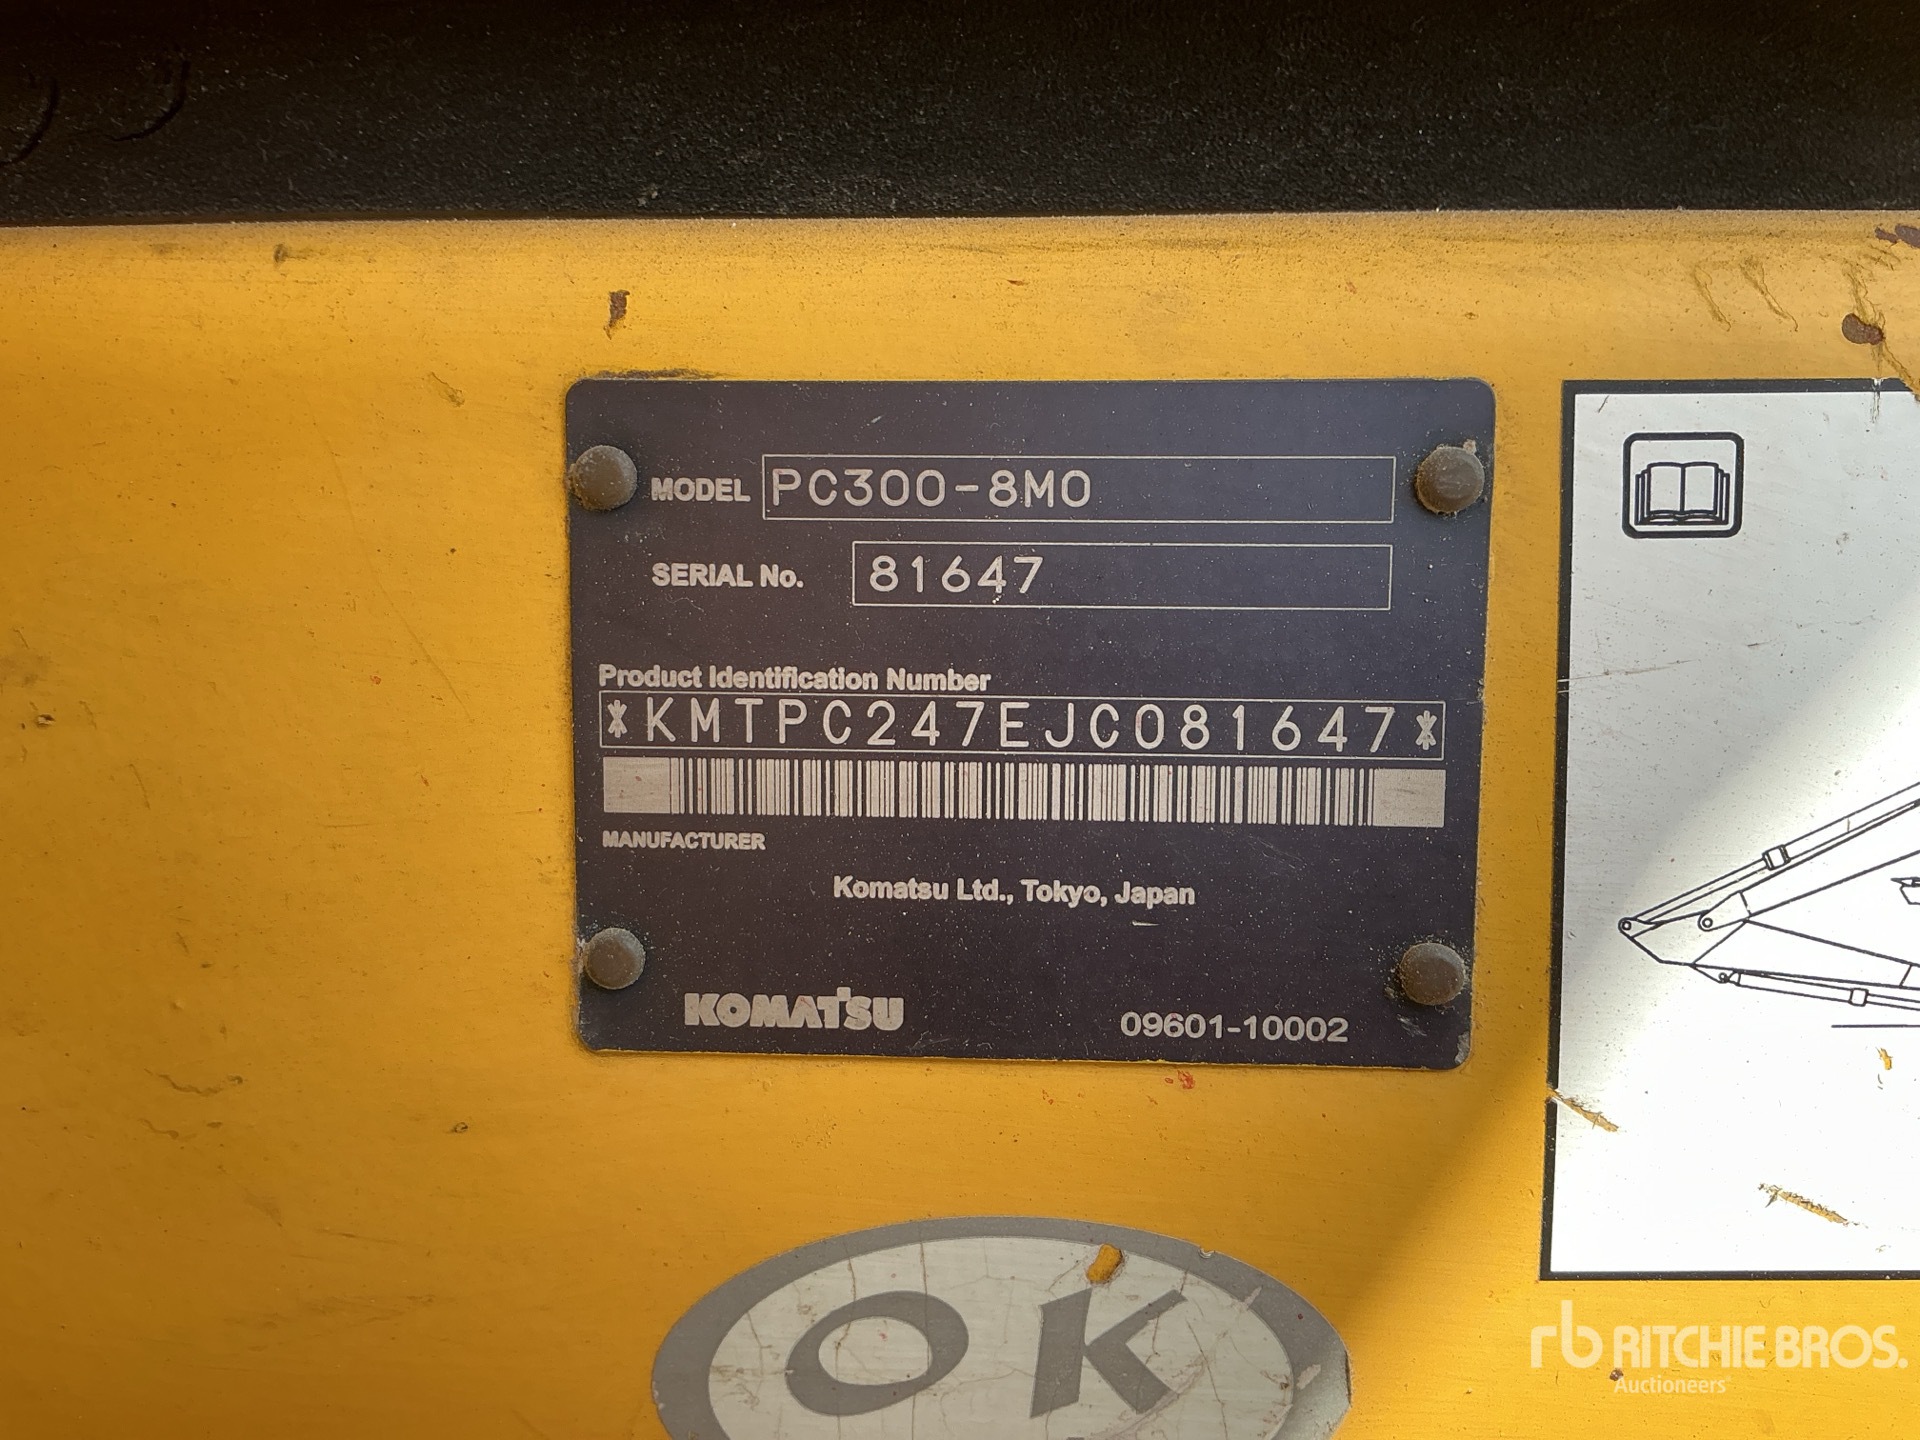 MODEL PC300-8M0
SERIAL No. 81647
Product Identification Number
*KMTPC247EJC081647*
MANUFACTURER
Komatsu Ltd., Tokyo, Japan
KOMATSU 09601-10002
OK
rb RITCHIE BROS.
Auctioneers